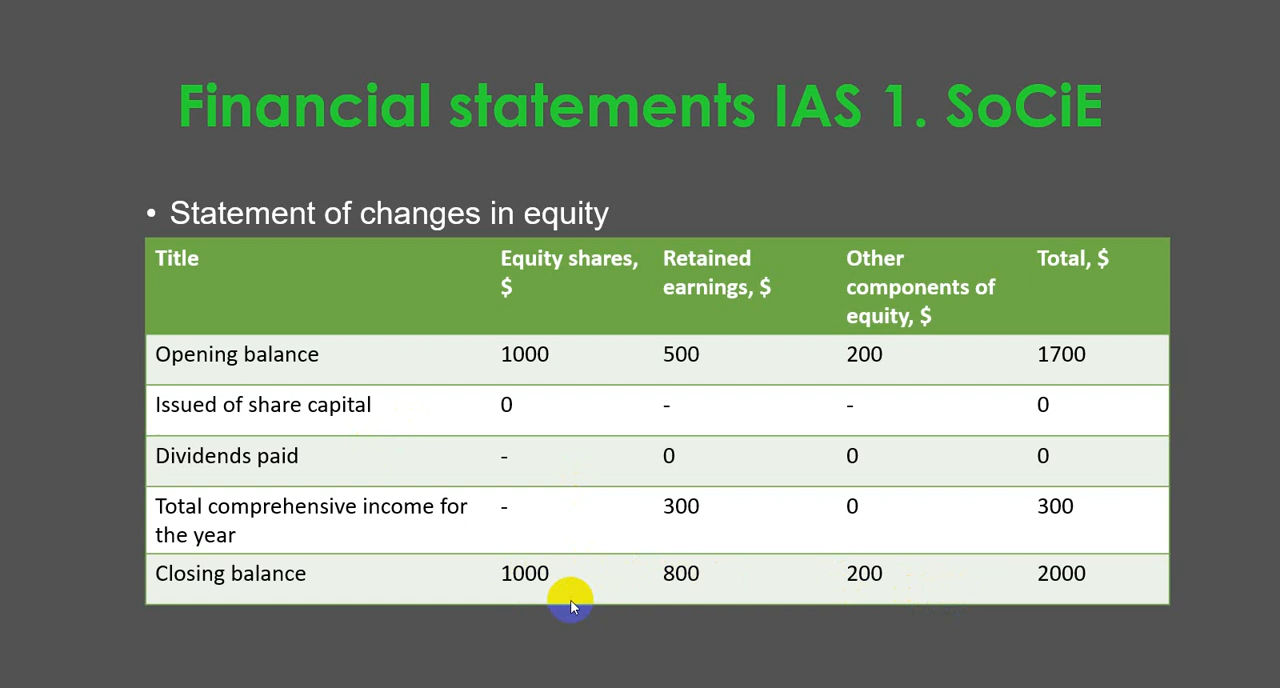 Financial statements IAS 1. SoCiE
• Statement of changes in equity
Title Equity shares, $ Retained earnings, $ Other components of equity, $ Total, $
Opening balance 1000 500 200 1700
Issued of share capital 0 - - 0
Dividends paid - 0 0 0
Total comprehensive income for the year - 300 0 300
Closing balance 1000 800 200 2000